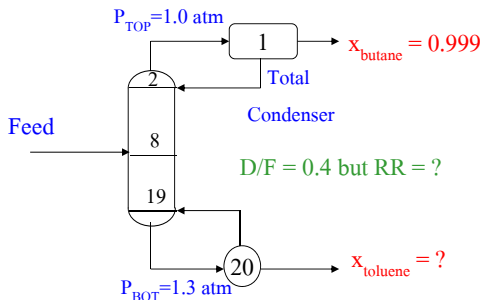 P_TOP=1.0 atm
1
x_butane = 0.999
2
Total
Condenser
Feed
8
D/F = 0.4 but RR = ?
19
20
x_toluene = ?
P_BOT=1.3 atm